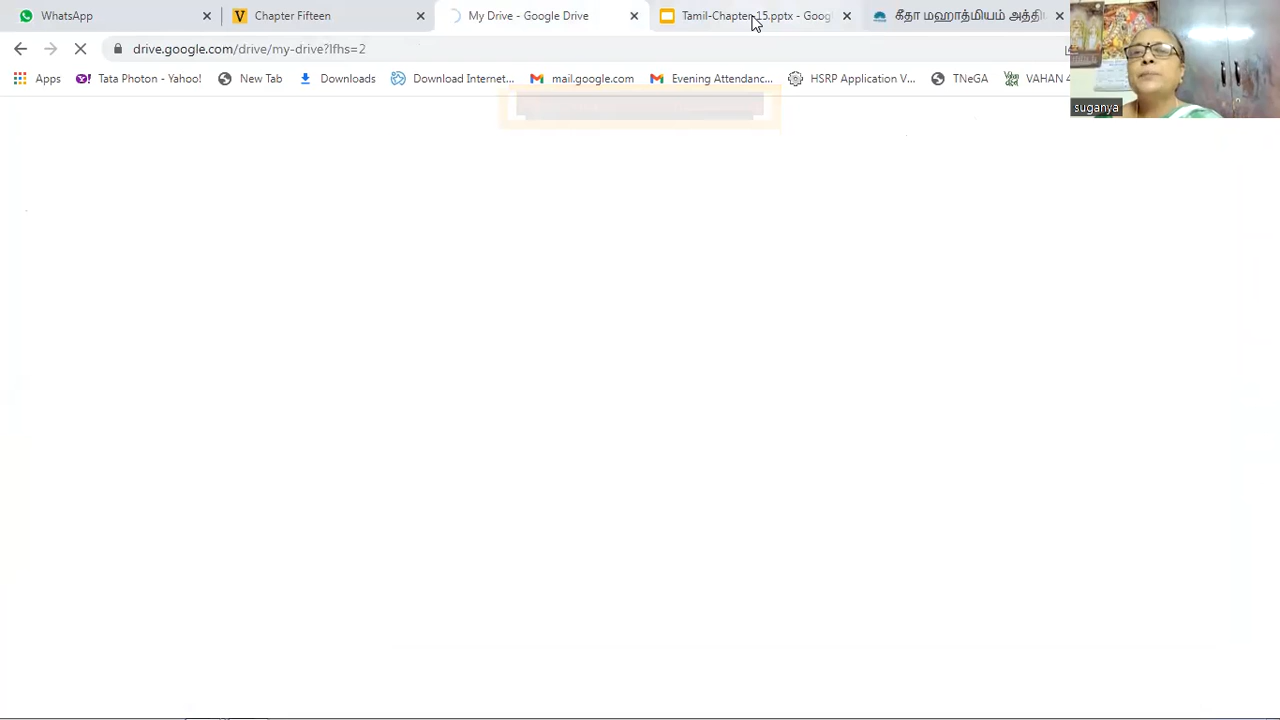 WhatsApp
Chapter Fifteen
My Drive - Google Drive
Tamil-Chapter-15.pptx - Goog
கீதா மஹாத்மியம் அத்தி
drive.google.com/drive/my-drive?lfhs=2
Apps
Tata Photon - Yahoo!
New Tab
Downloads
Download Internet...
mail.google.com
Evening attendanc...
HSRP Application V...
TNeGA
VAHAN 4
suganya